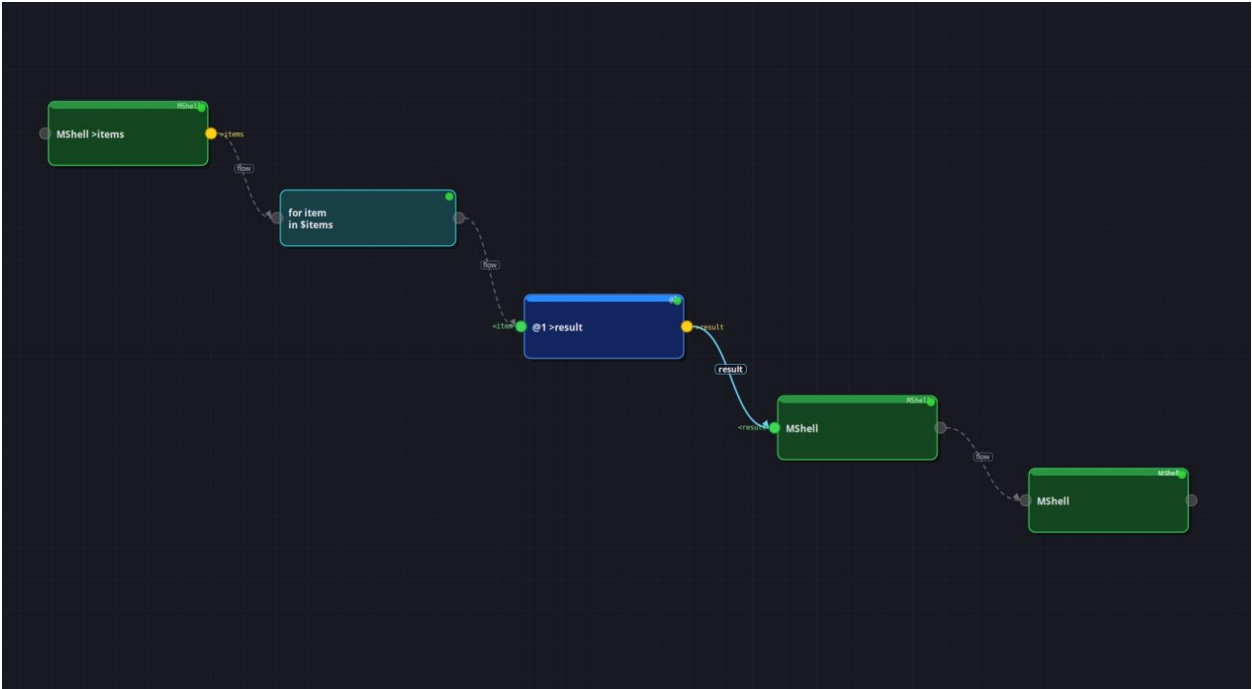 MShell
MShell >items
>items
flow
for item
in $items
flow
<item
@1 >result
>result
result
MShell
<result
MShell
flow
MShell
MShell